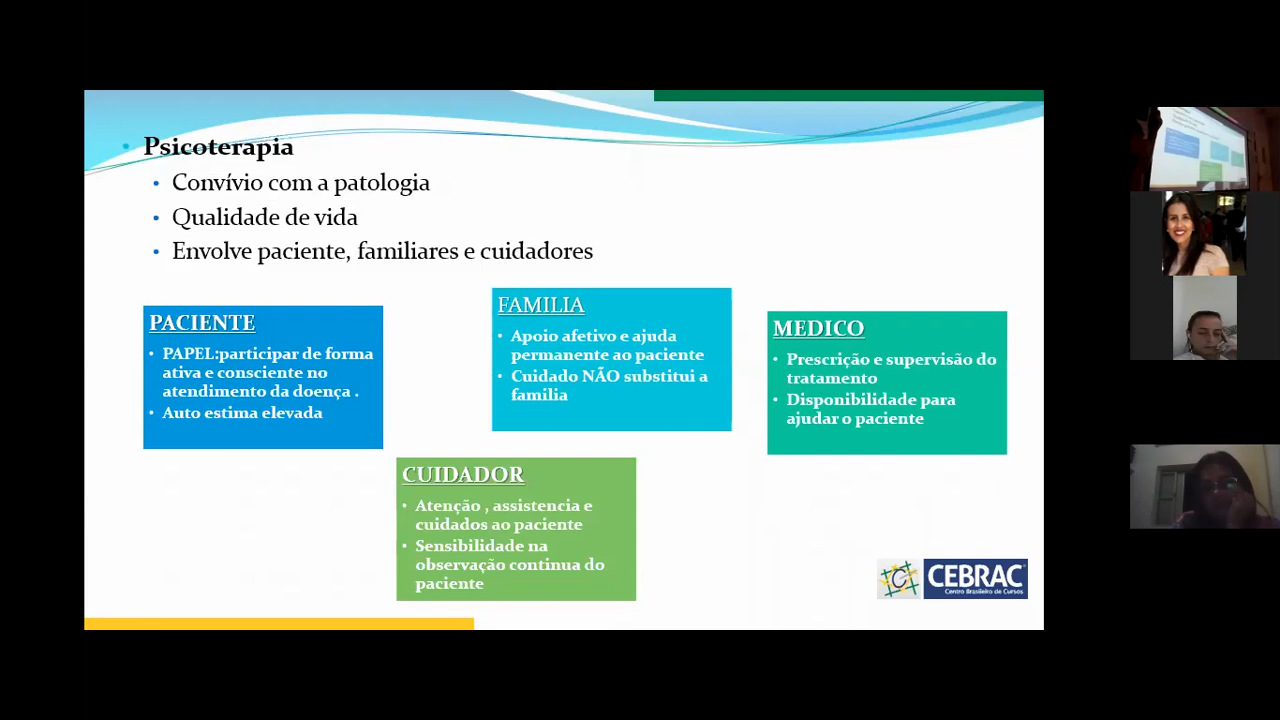 Psicoterapia
Convívio com a patologia
Qualidade de vida
Envolve paciente, familiares e cuidadores
PACIENTE
PAPEL:participar de forma
ativa e consciente no
atendimento da doença .
Auto estima elevada
FAMILIA
Apoio afetivo e ajuda
permanente ao paciente
Cuidado NÃO substitui a
familia
MEDICO
Prescrição e supervisão do
tratamento
Disponibilidade para
ajudar o paciente
CUIDADOR
Atenção , assistencia e
cuidados ao paciente
Sensibilidade na
observação continua do
paciente
CEBRAC
Centro Brasileiro de Cursos